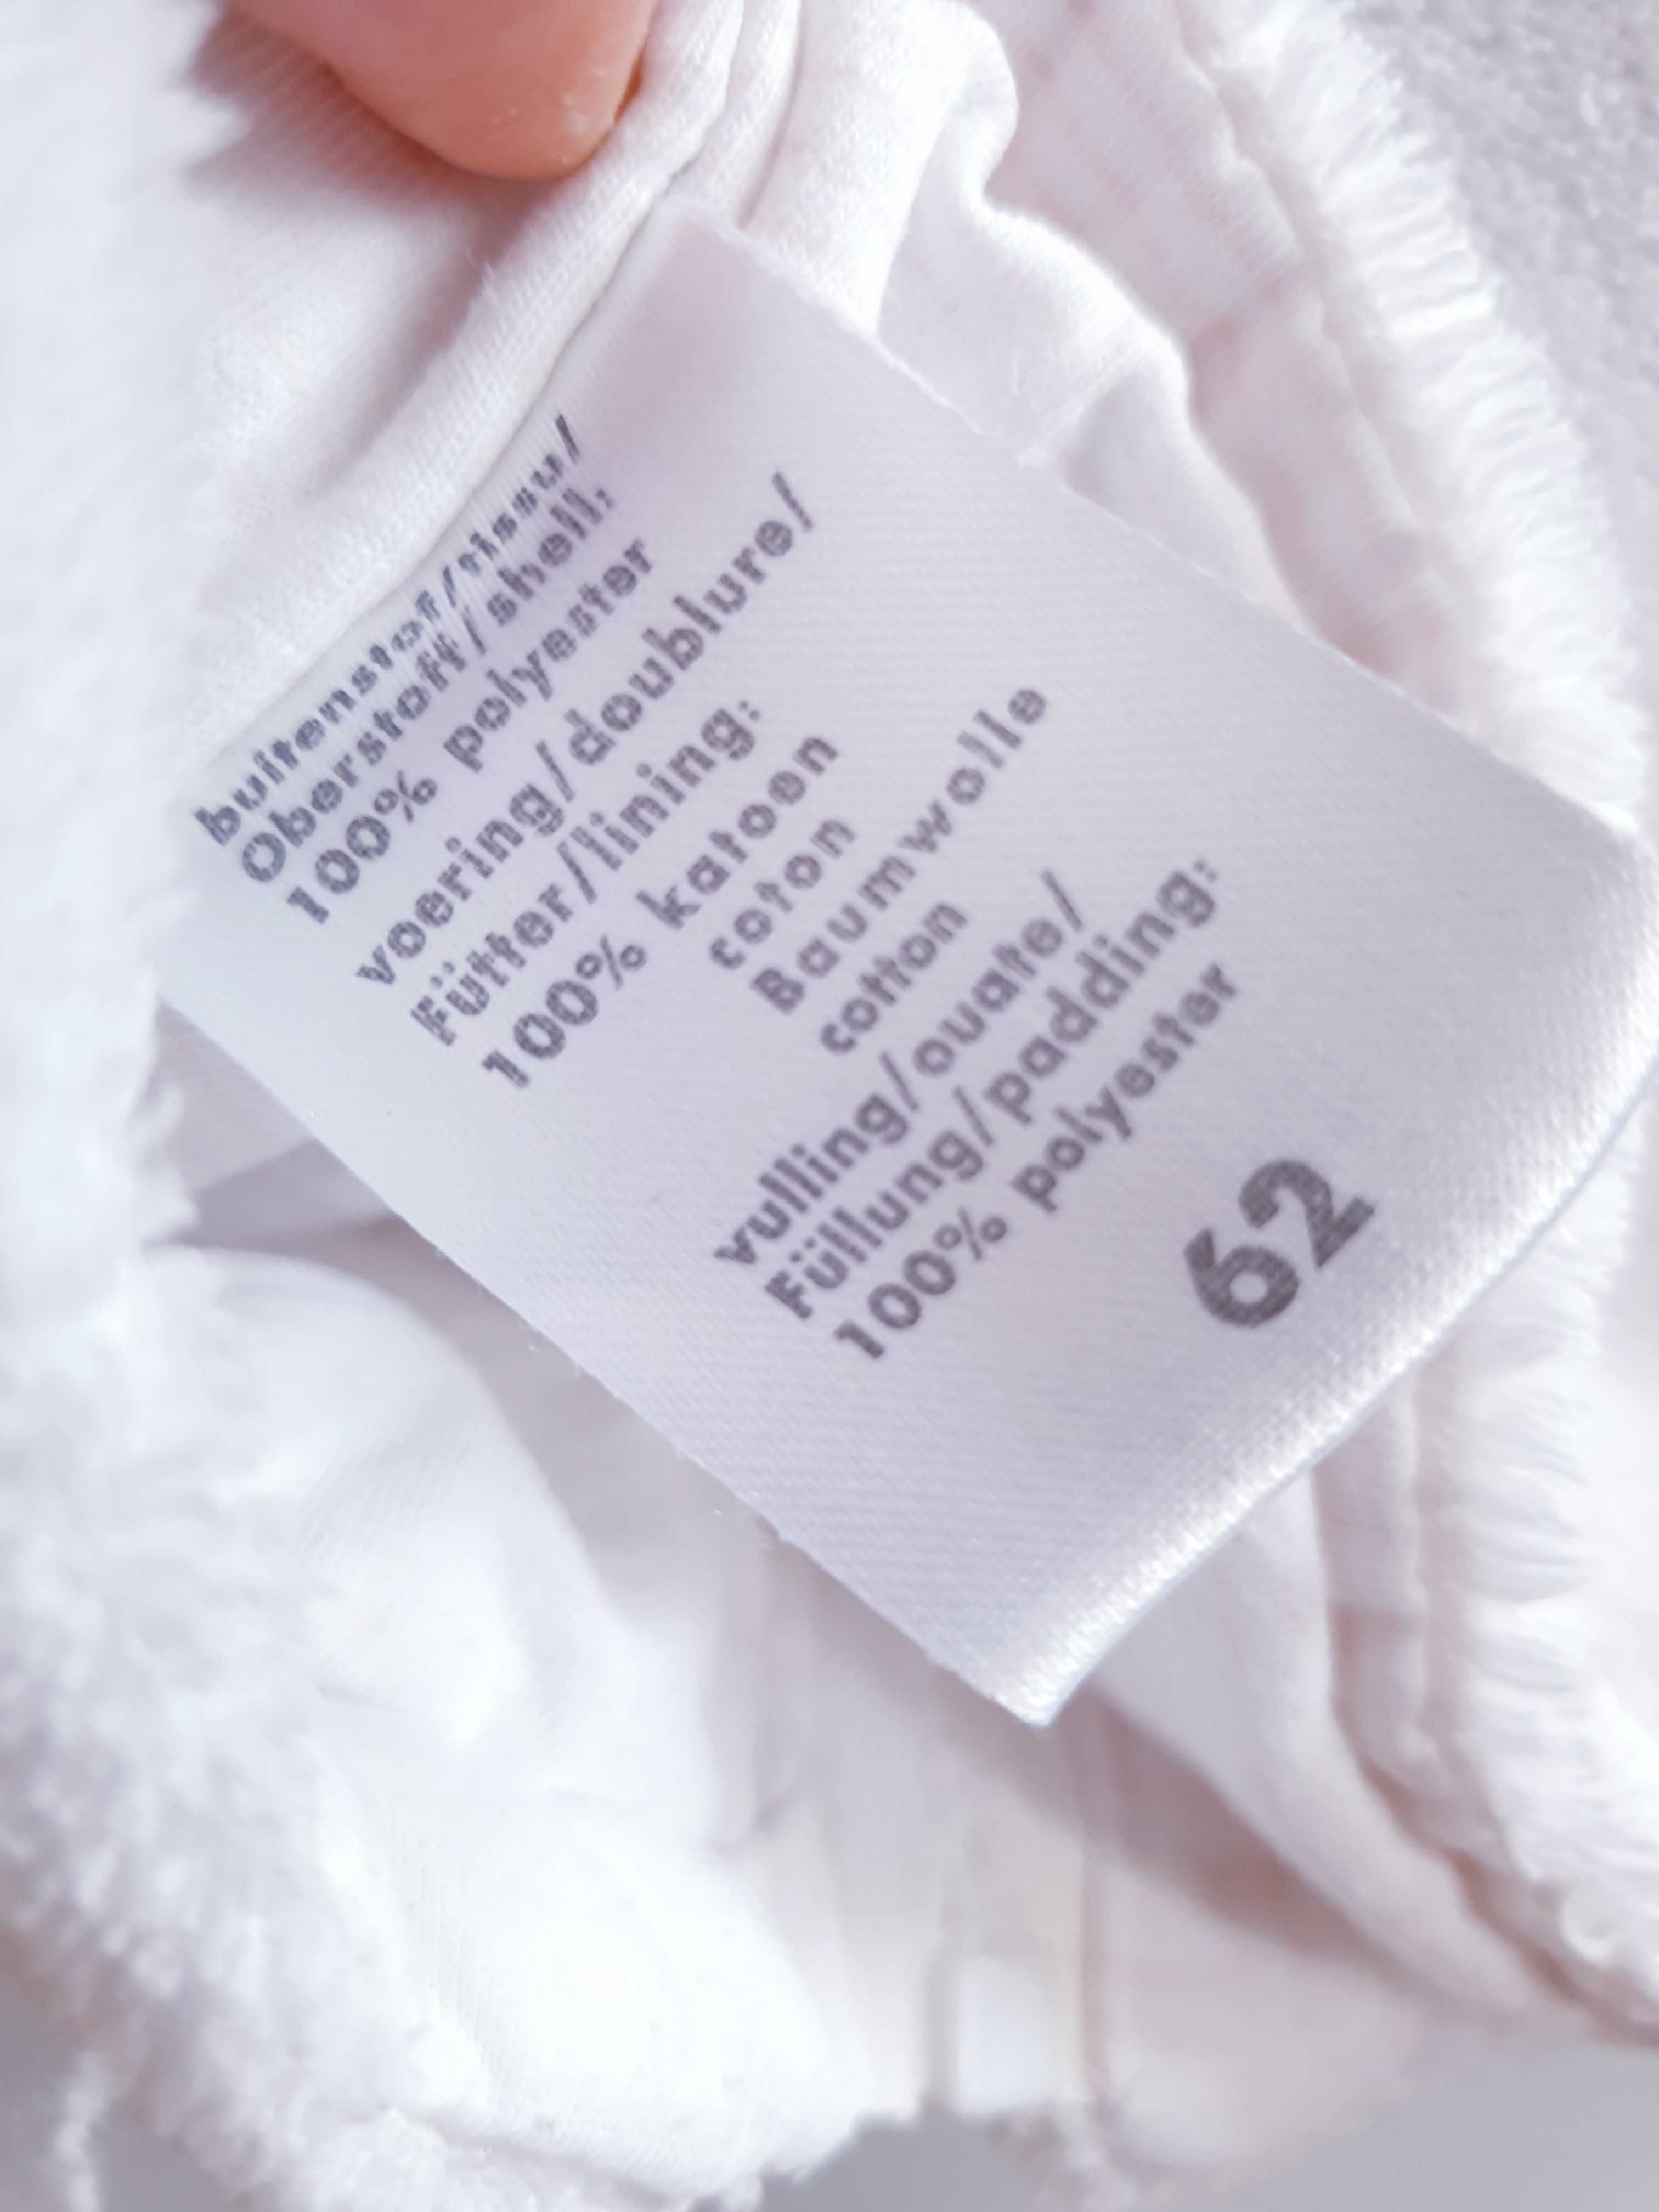 buitenstof/tissu/
Oberstoff/shell:
100% polyester
voering/doublure/
Fütter/lining:
100% katoen
coton
Baumwolle
cotton
vulling/ouate/
Füllung/padding:
100% polyester
62